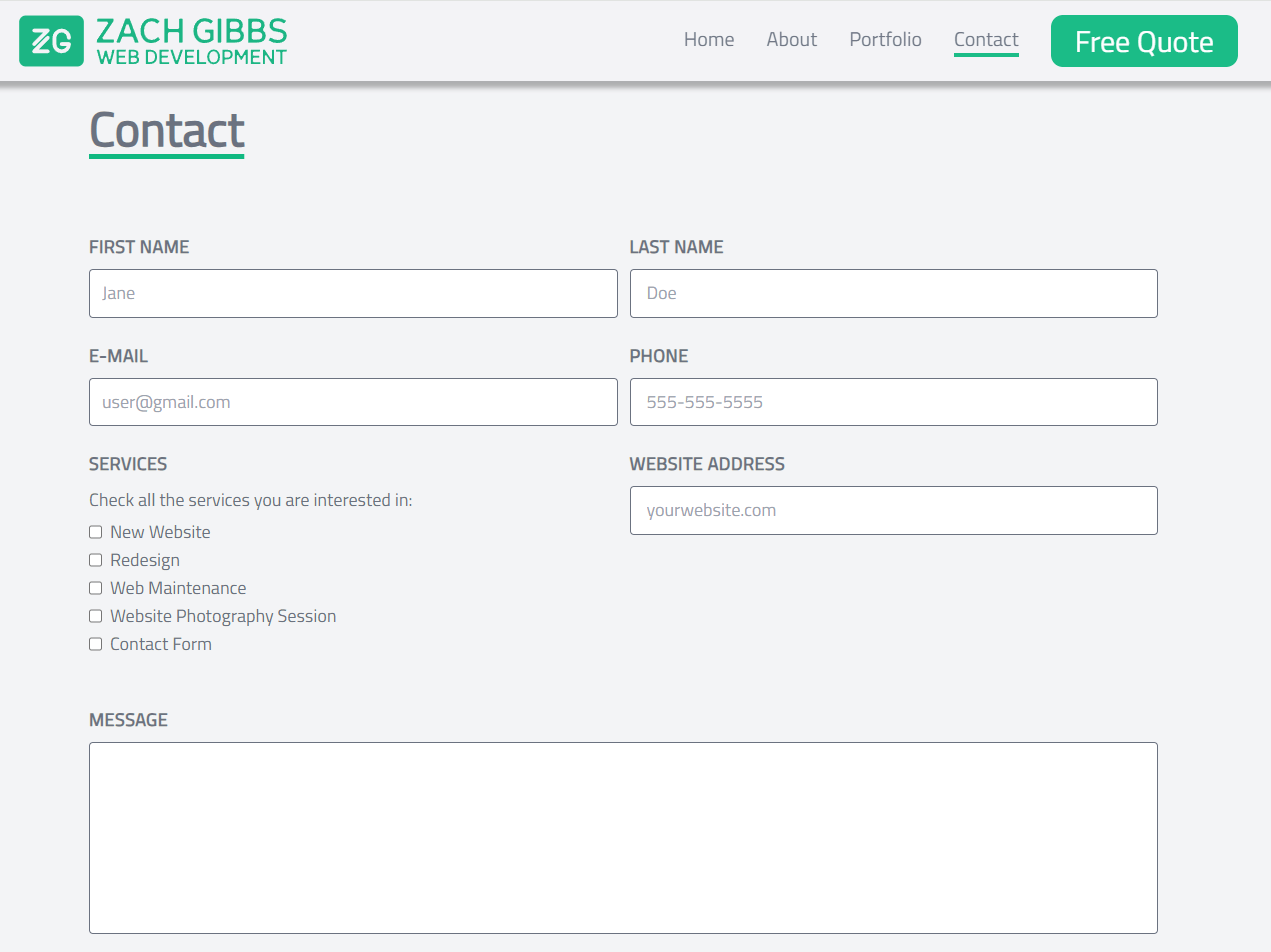 ZG ZACH GIBBS
WEB DEVELOPMENT
Home About Portfolio Contact Free Quote
Contact
FIRST NAME LAST NAME
Jane Doe
E-MAIL PHONE
user@gmail.com 555-555-5555
SERVICES WEBSITE ADDRESS
Check all the services you are interested in: yourwebsite.com
New Website
Redesign
Web Maintenance
Website Photography Session
Contact Form
MESSAGE